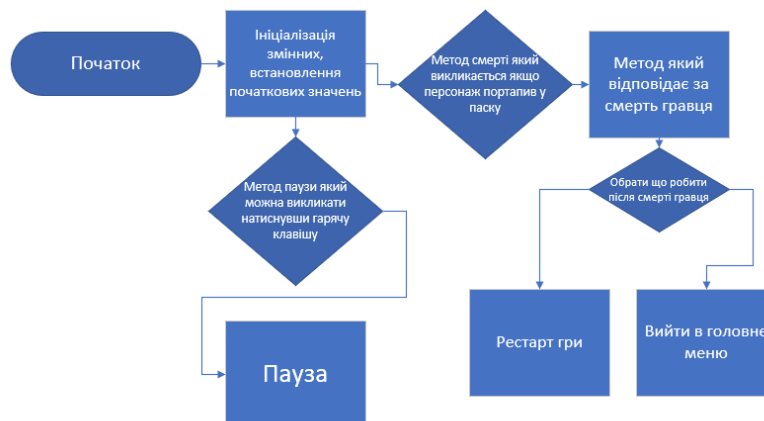 Початок
Ініціалізація
змінних,
встановлення
початкових значень
Метод смерті який
викликається якщо
персонаж портапив у
паску
Метод який
відповідає за
смерть гравця
Метод паузи який
можна викликати
натиснувши гарячу
клавішу
Обрати що робити
після смерті гравця
Пауза
Рестарт гри
Вийти в головне
меню